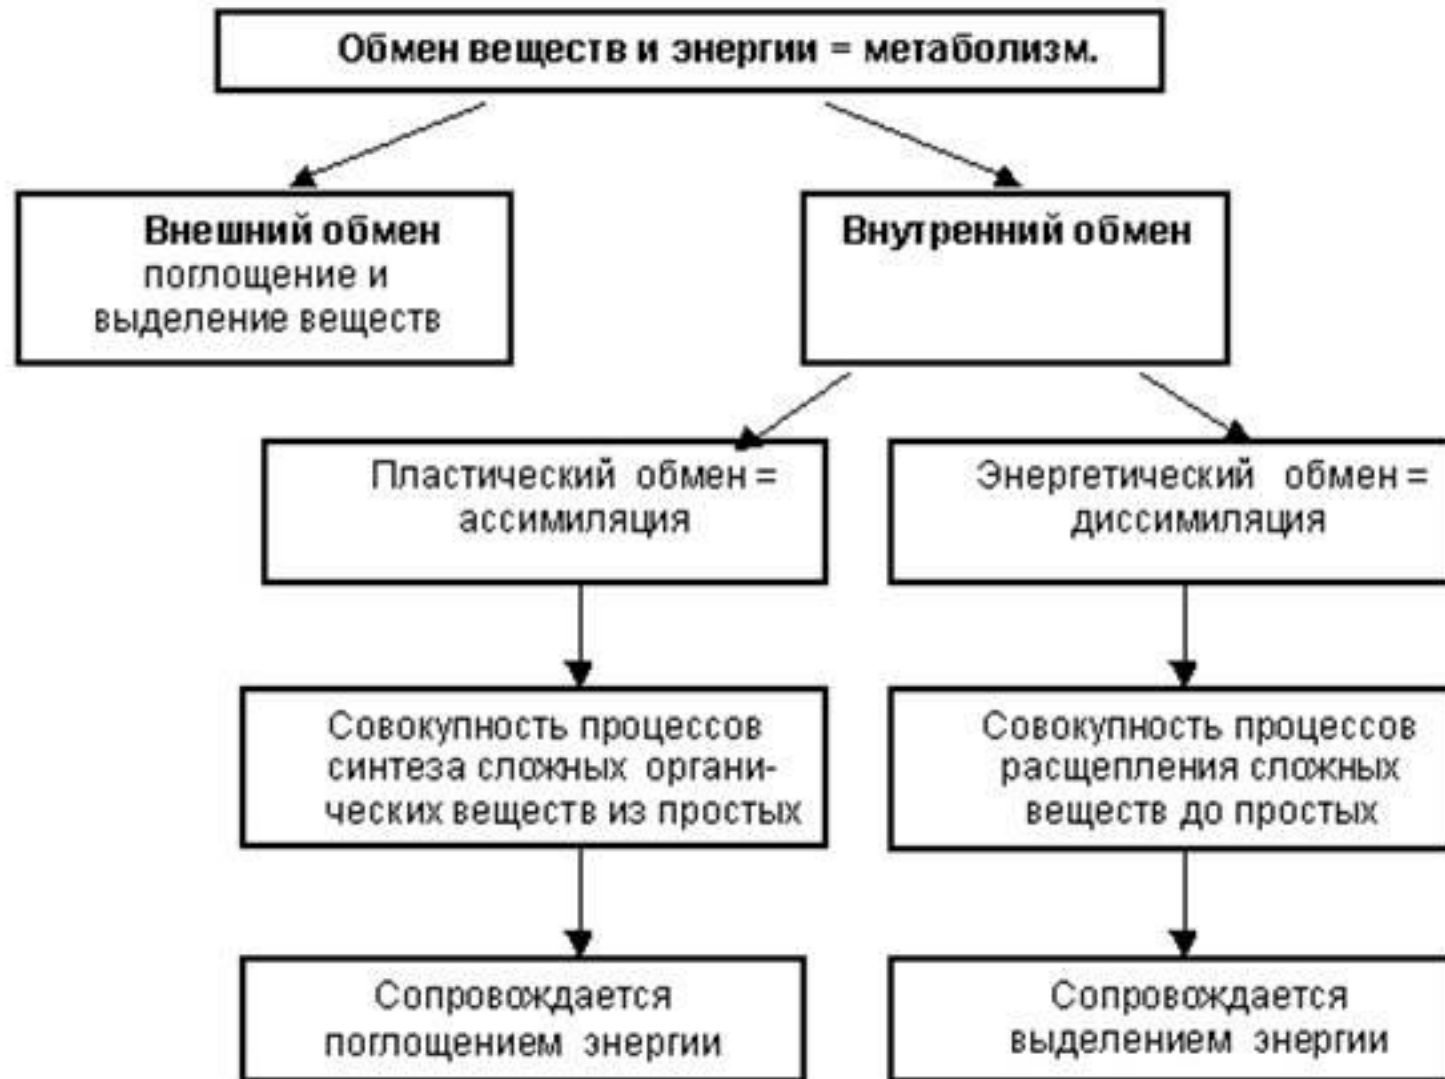 Обмен веществ и энергии = метаболизм.
Внешний обмен
поглощение и
выделение веществ
Внутренний обмен
Пластический обмен =
ассимиляция
Энергетический обмен =
диссимиляция
Совокупность процессов
синтеза сложных органи-
ческих веществ из простых
Совокупность процессов
расщепления сложных
веществ до простых
Сопровождается
поглощением энергии
Сопровождается
выделением энергии